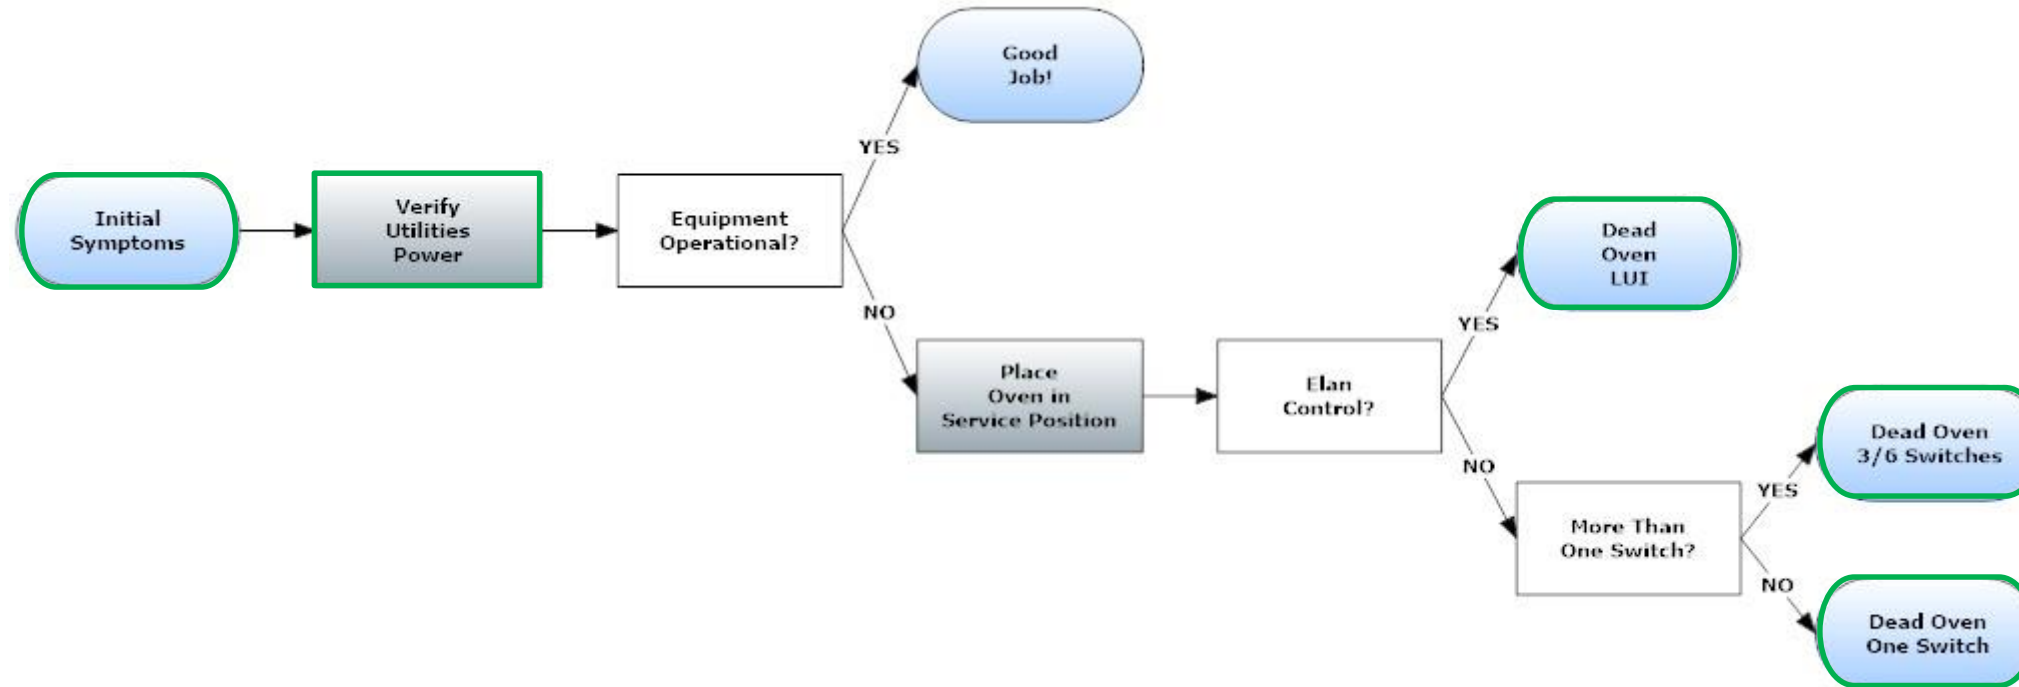 Good
Job!
YES
Initial
Symptoms
Verify
Utilities
Power
Equipment
Operational?
NO
Place
Oven in
Service Position
Elan
Control?
YES
Dead
Oven
LUI
NO
More Than
One Switch?
YES
Dead Oven
3/6 Switches
NO
Dead Oven
One Switch